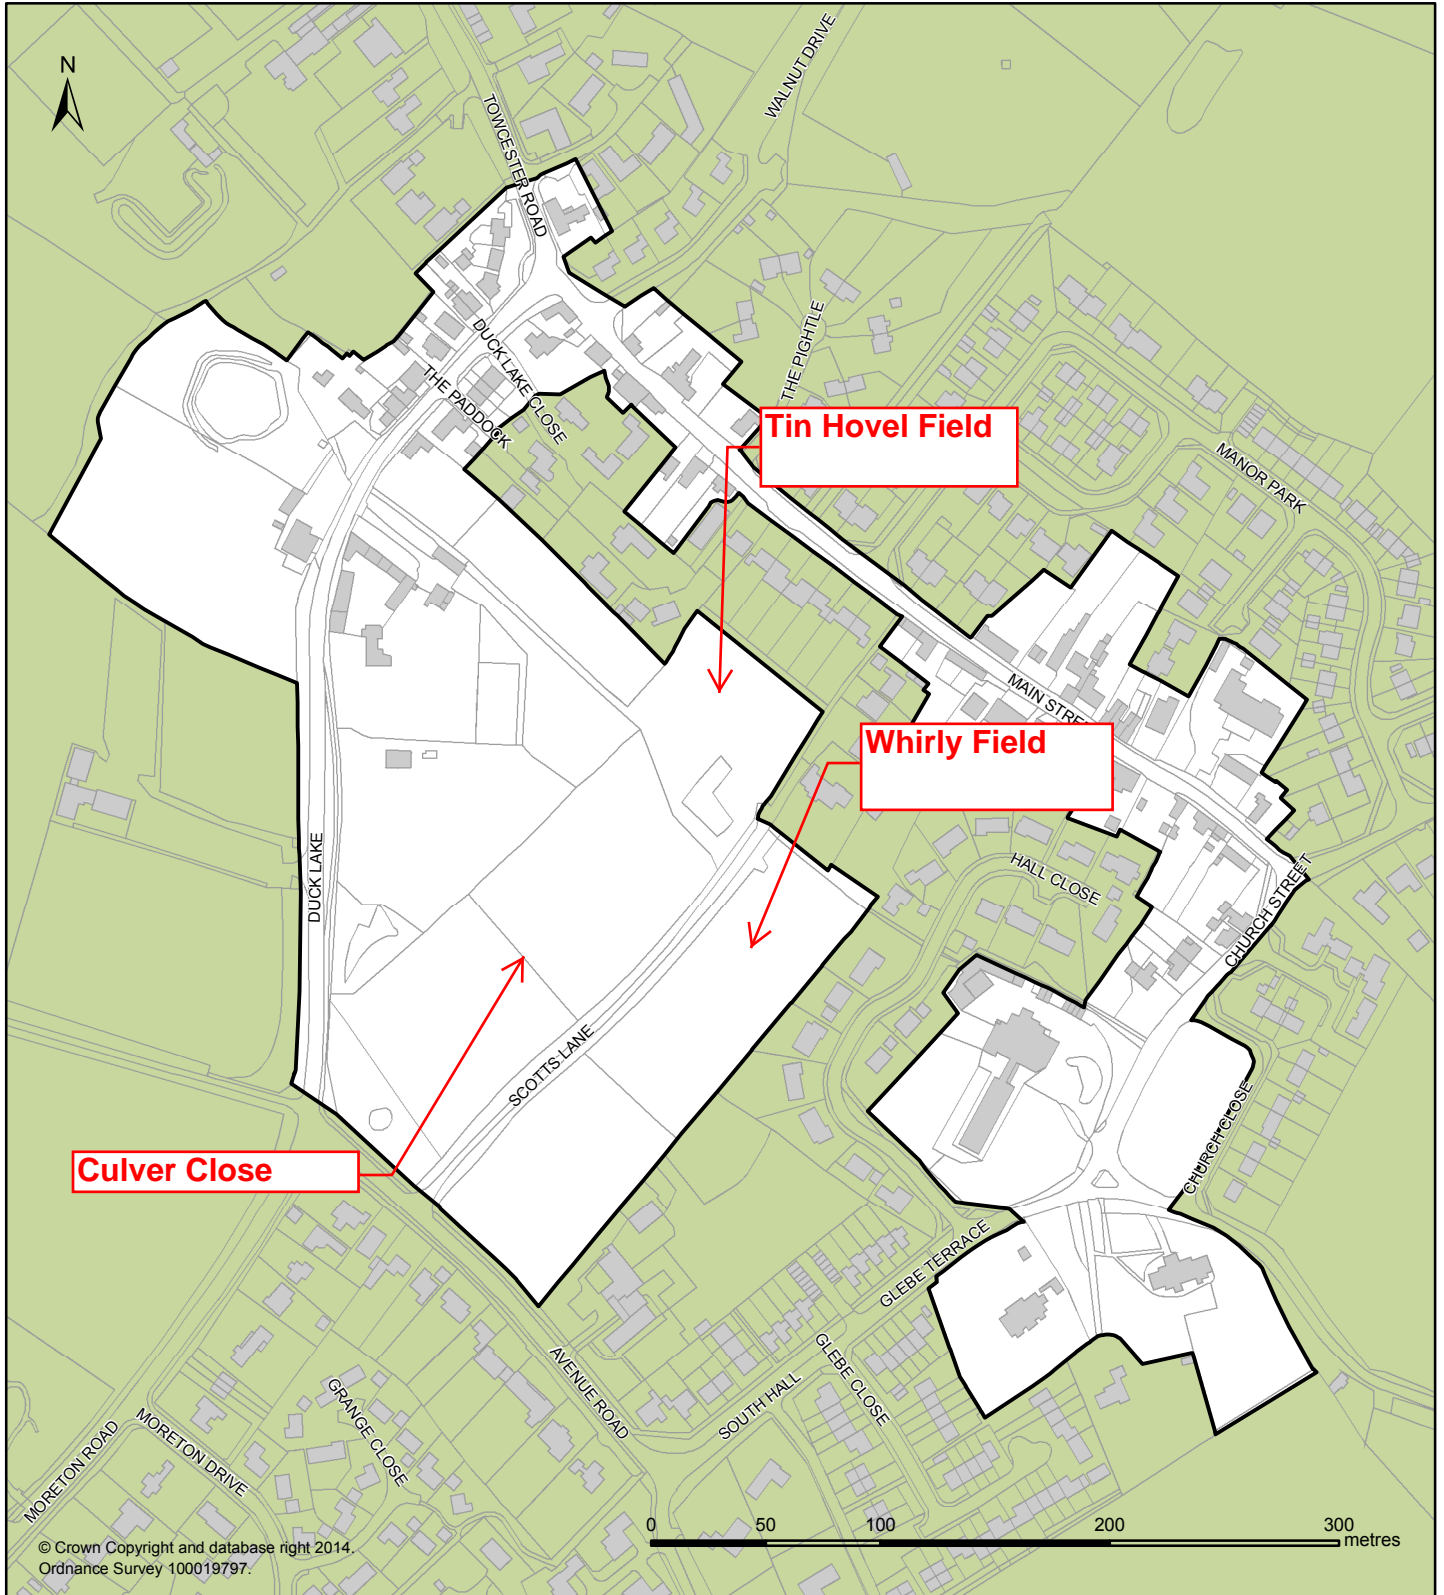 N
WALNUT DRIVE
TOWCESTER ROAD
DUCK LAKE CLOSE
THE PADDOCK
THE PIGHTLE
Tin Hovel Field
MANOR PARK
MAIN STREE
Whirly Field
DUCK LAKE
HALL CLOSE
CHURCH STREET
SCOTTS LANE
CHURCH CLOSE
Culver Close
GLEBE TERRACE
GLEBE CLOSE
SOUTH HALL
AVENUE ROAD
GRANGE CLOSE
MORETON DRIVE
MORETON ROAD
0 50 100 200 300
metres
© Crown Copyright and database right 2014.
Ordnance Survey 100019797.